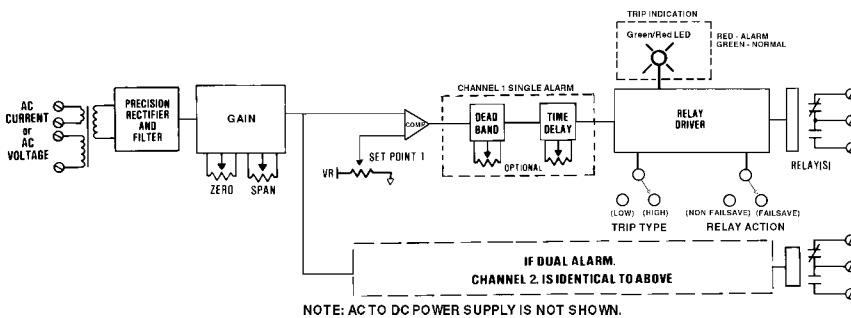 TRIP INDICATION
Green/Red LED
RED - ALARM
GREEN - NORMAL
AC
CURRENT
or
AC
VOLTAGE
PRECISION
RECTIFIER
AND
FILTER
GAIN
ZERO
SPAN
COMP.
VR
SET POINT 1
CHANNEL 1 SINGLE ALARM
DEAD
BAND
TIME
DELAY
OPTIONAL
RELAY
DRIVER
RELAY(S)
(LOW) (HIGH)
TRIP TYPE
(NON FAILSAVE) (FAILSAVE)
RELAY ACTION
IF DUAL ALARM.
CHANNEL 2. IS IDENTICAL TO ABOVE
NOTE: AC TO DC POWER SUPPLY IS NOT SHOWN.